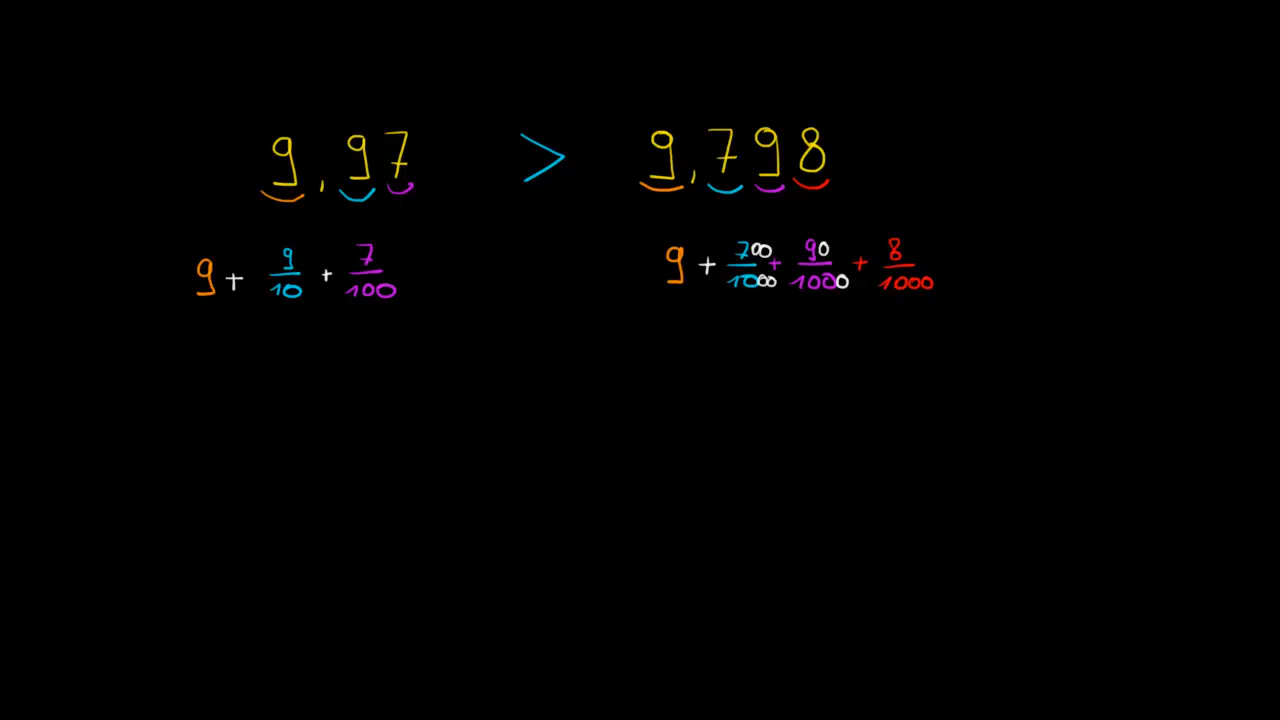 9,97 > 9,798
9 + 9/10 + 7/100 9 + 700/1000 + 90/1000 + 8/1000